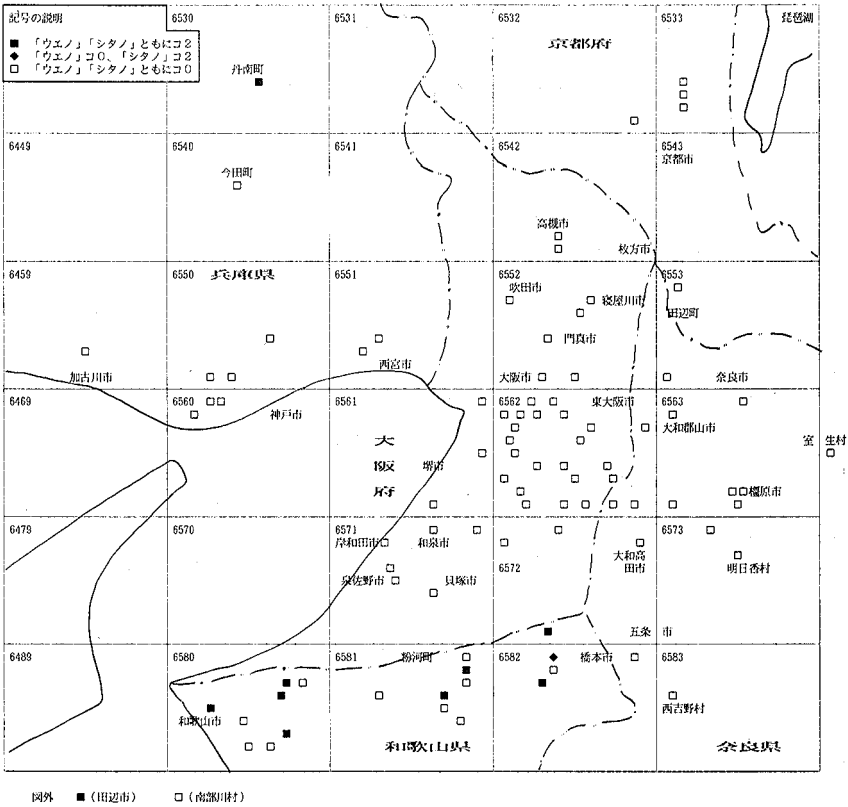 記号の説明
■ 「ウエノ」「シタノ」ともにコ2
◆ 「ウエノ」コ0、「シタノ」コ2
□ 「ウエノ」「シタノ」ともにコ0
6530
6531
6532
6533
琵琶湖
京都府
丹南町
6449
6540
6541
6542
6543
京都市
今田町
高槻市
枚方市
6459
6550
兵庫県
6551
6552
6553
吹田市
寝屋川市
田辺町
門真市
西宮市
加古川市
大阪市
奈良市
6469
6560
神戸市
6561
6562
東大阪市
6563
大和郡山市
大阪府
堺市
室生村
橿原市
6479
6570
6571
岸和田市
和泉市
6572
大和高田市
6573
明日香村
泉佐野市
貝塚市
五条市
6489
6580
6581
粉河町
6582
橋本市
6583
西吉野村
和歌山市
和歌山県
奈良県
図外 ■(田辺市) □(南部川村)